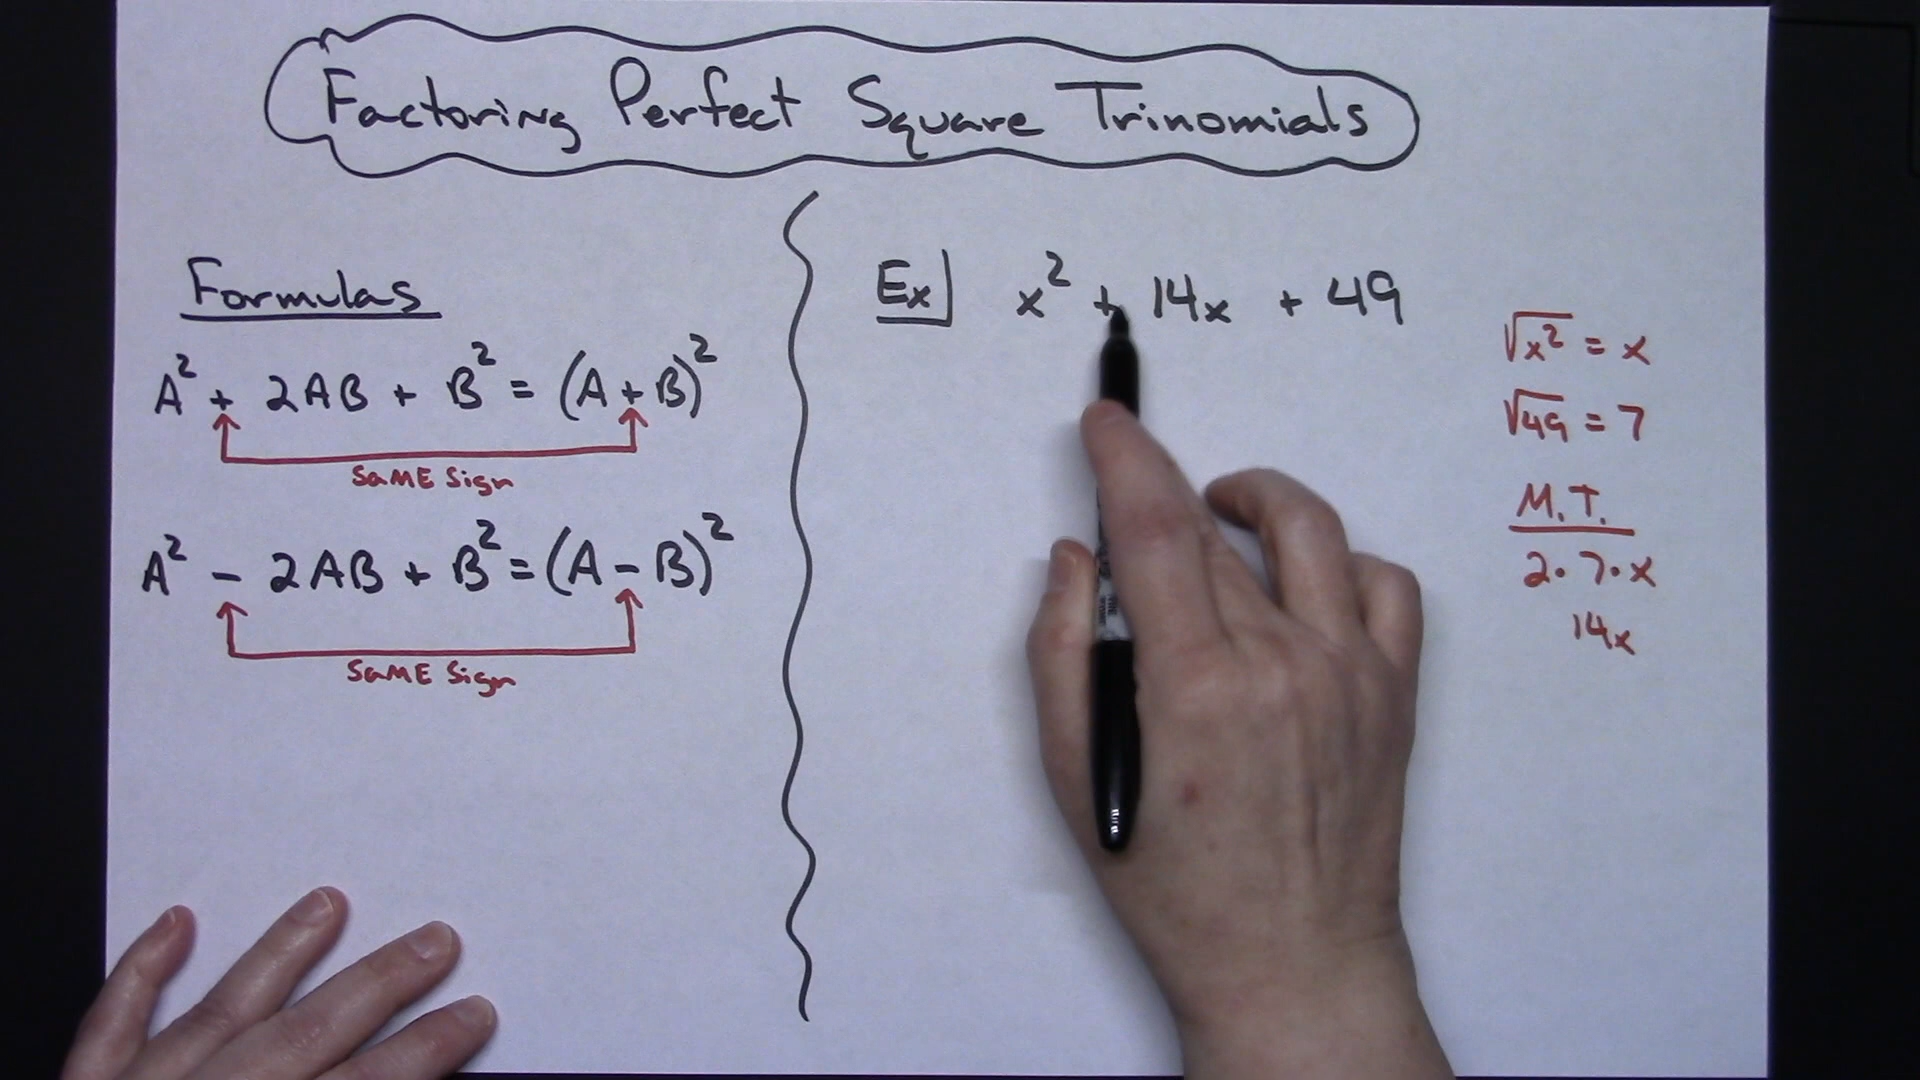 Factoring Perfect Square Trinomials
Formulas
A² + 2AB + B² = (A + B)²
SaME Sign
A² - 2AB + B² = (A - B)²
SaME Sign
Ex] x² + 14x + 49
√x² = x
√49 = 7
M.T.
2·7·x
14x